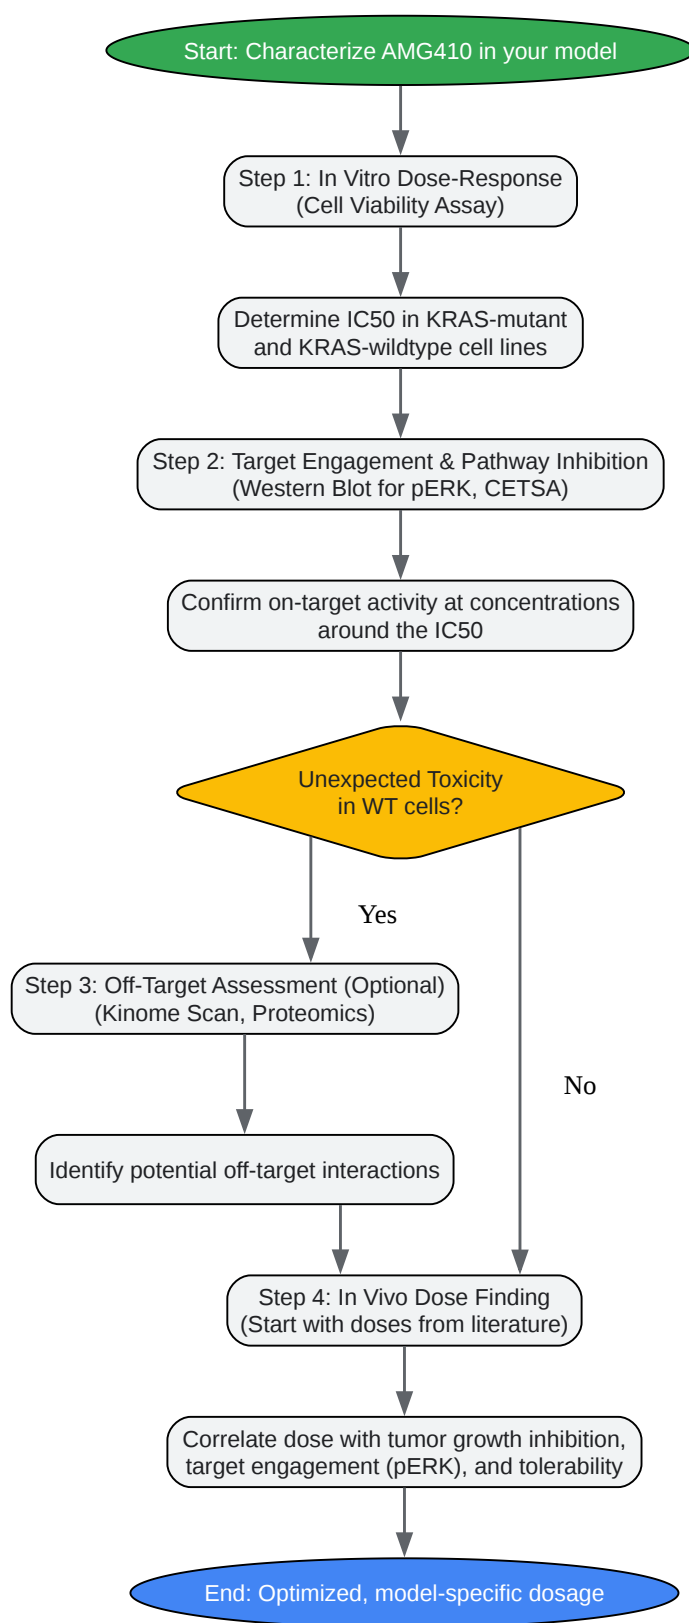 Start: Characterize AMG410 in your model
Step 1: In Vitro Dose-Response
(Cell Viability Assay)
Determine IC50 in KRAS-mutant
and KRAS-wildtype cell lines
Step 2: Target Engagement & Pathway Inhibition
(Western Blot for pERK, CETSA)
Confirm on-target activity at concentrations
around the IC50
Unexpected Toxicity
in WT cells?
Yes
Step 3: Off-Target Assessment (Optional)
(Kinome Scan, Proteomics)
No
Identify potential off-target interactions
Step 4: In Vivo Dose Finding
(Start with doses from literature)
Correlate dose with tumor growth inhibition,
target engagement (pERK), and tolerability
End: Optimized, model-specific dosage